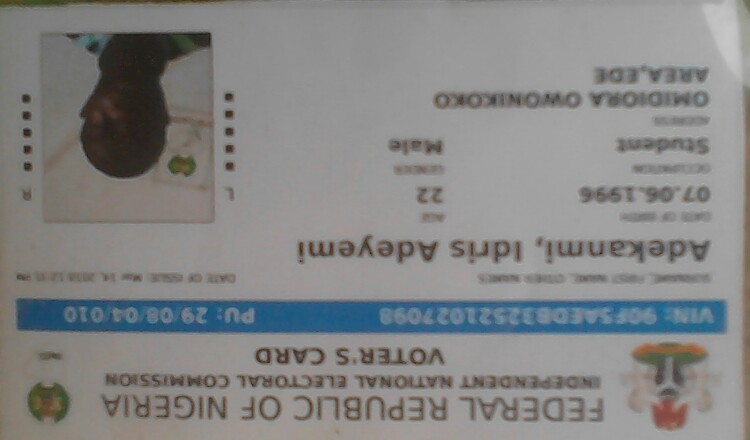 FEDERAL REPUBLIC OF NIGERIA
INDEPENDENT NATIONAL ELECTORAL COMMISSION
VOTER'S CARD
VIN: 90F5AEDB32521027098 PU: 29/08/04/010
SURNAME, FIRST NAME, OTHER NAMES DATE OF ISSUE: Mar 14, 2018 12:31 PM
Adekanmi, Idris Adeyemi
DATE OF BIRTH AGE
07.06.1996 22
L R
OCCUPATION GENDER
Student Male
ADDRESS
OMIDIORA OWONIKOKO
AREA,EDE